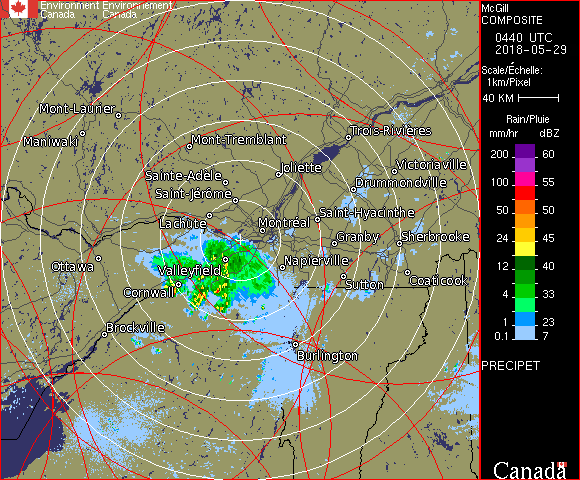 Environment Environnement
Canada Canada
McGill
COMPOSITE
0440 UTC
2018-05-29
Scale/Échelle:
1km/Pixel
40 KM
Rain/Pluie
mm/hr dBZ
200 60
100 55
50 50
24 45
12 40
4 33
1 23
0.1 7
PRECIPET
Canada
Mont-Laurier
Maniwaki
Mont-Tremblant
Trois-Rivières
Sainte-Adèle
Joliette
Victoriaville
Saint-Jérôme
Drummondville
Lachute
Montréal
Saint-Hyacinthe
Granby
Sherbrooke
Ottawa
Valleyfield
Napierville
Cornwall
Sutton
Coaticook
Brockville
Burlington